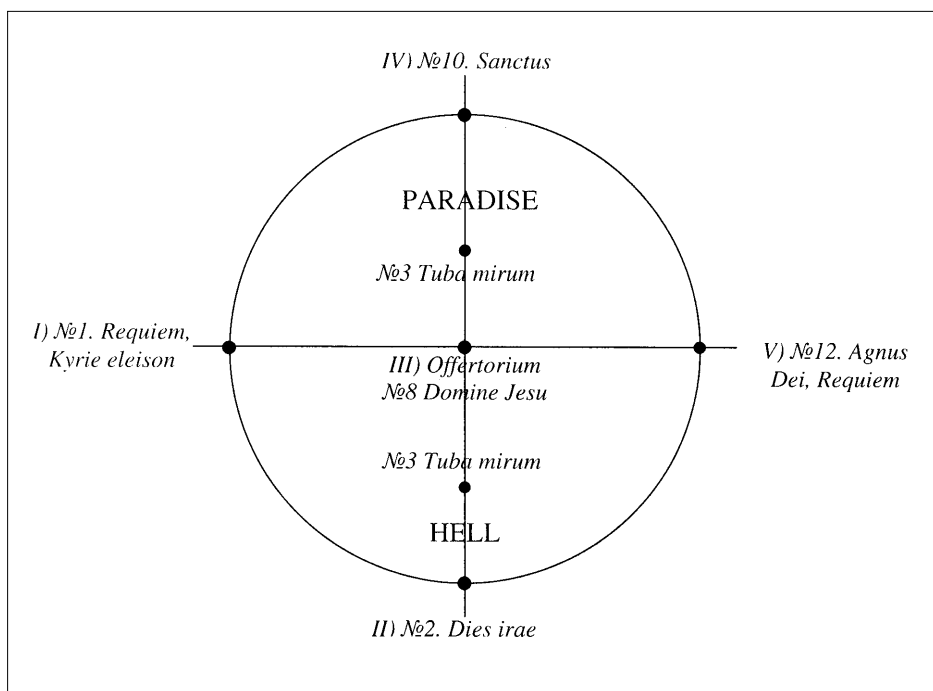 IV) №10. Sanctus
PARADISE
№3 Tuba mirum
I) №1. Requiem,
Kyrie eleison
III) Offertorium
№8 Domine Jesu
V) №12. Agnus
Dei, Requiem
№3 Tuba mirum
HELL
II) №2. Dies irae